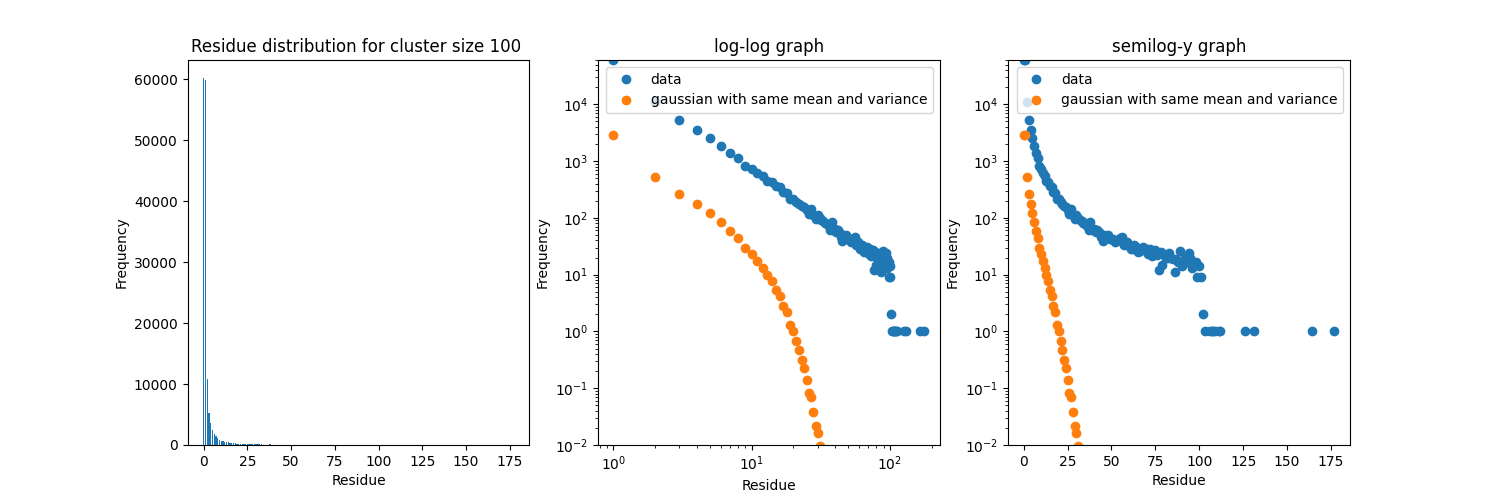 Residue distribution for cluster size 100
Frequency
60000
50000
40000
30000
20000
10000
0
0 25 50 75 100 125 150 175
Residue
log-log graph
data
gaussian with same mean and variance
Frequency
10^4
10^3
10^2
10^1
10^0
10^-1
10^-2
10^0 10^1 10^2
Residue
semilog-y graph
data
gaussian with same mean and variance
Frequency
10^4
10^3
10^2
10^1
10^0
10^-1
10^-2
0 25 50 75 100 125 150 175
Residue